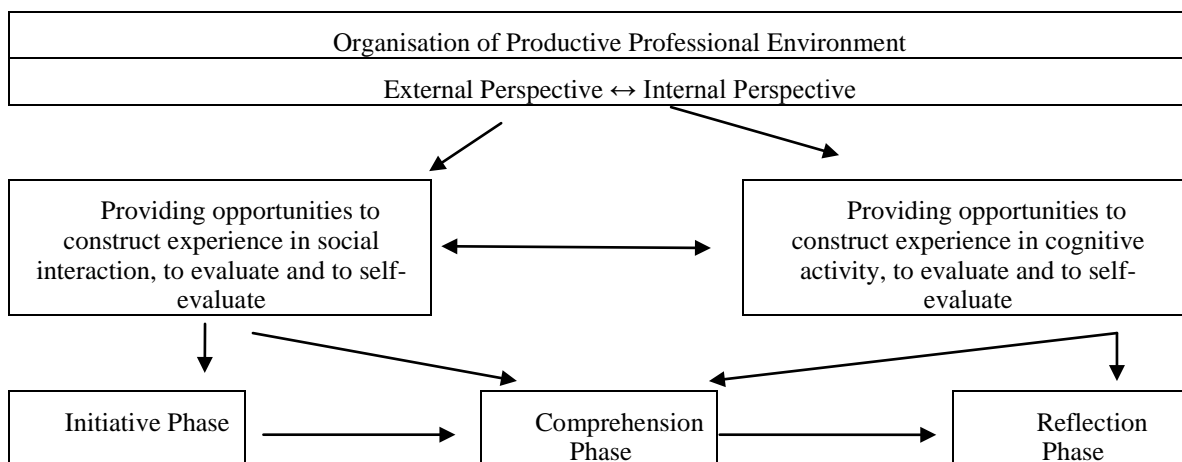 Organisation of Productive Professional Environment
External Perspective ↔ Internal Perspective
Providing opportunities to
construct experience in social
interaction, to evaluate and to self-
evaluate
Providing opportunities to
construct experience in cognitive
activity, to evaluate and to self-
evaluate
Initiative Phase
Comprehension
Phase
Reflection
Phase